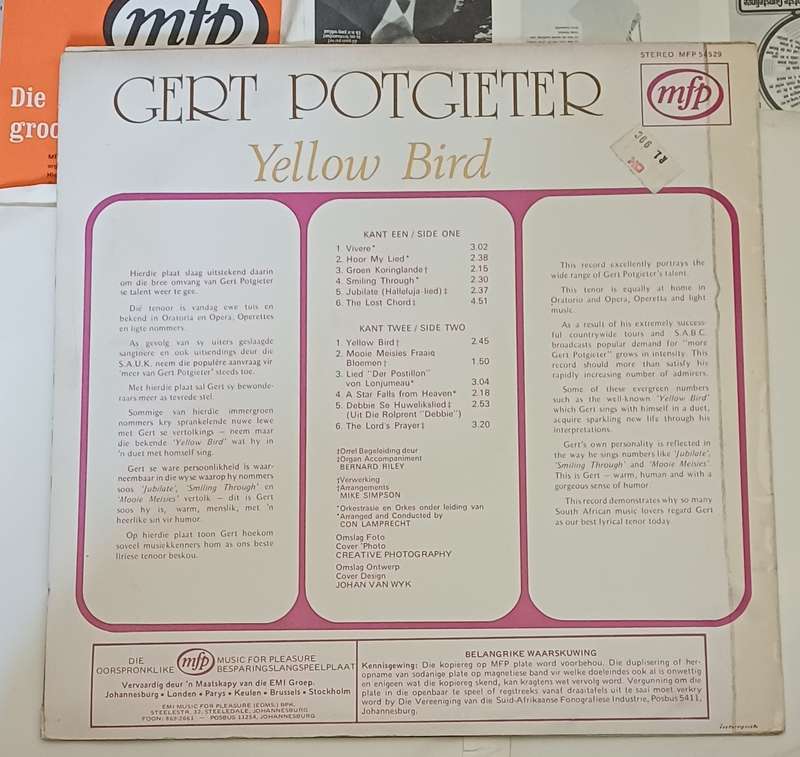 mfp
Die
groo
STEREO MFP 54529
GERT POTGIETER
mfp
Yellow Bird
RL 99C
Hierdie plaat slaag uitstekend daarin
om die breë omvang van Gert Potgieter
se talent weer te gee.
Dié tenoor is vandag ewe tuis en
bekend in Oratoria en Opera, Operettes
en ligte nommers.
As gevolg van sy uiters geslaagde
sangtoere en ook uitsendings deur die
S.A.U.K. neem die populêre aanvraag vir
'meer van Gert Potgieter' steeds toe.
Met hierdie plaat sal Gert sy bewonde-
raars meer as tevrede stel.
Sommige van hierdie immergroen
nommers kry sprankelende nuwe lewe
met Gert se vertolkings – neem maar
die bekende 'Yellow Bird' wat hy in
'n duet met homself sing.
Gert se ware persoonlikheid is waar-
neembaar in die wyse waarop hy nommers
soos 'Jubilate', 'Smiling Through' en
'Mooie Meisies' vertolk – dit is Gert
soos hy is, warm, menslik, met 'n
heerlike sin vir humor.
Op hierdie plaat toon Gert hoekom
soveel musiekkenners hom as ons beste
liriese tenoor beskou.
KANT EEN / SIDE ONE
1. Vivere* 3.02
2. Hoor My Lied* 2.38
3. Groen Koringlande† 2.15
4. Smiling Through* 2.30
5. Jubilate (Halleluja-lied)‡ 2.37
6. The Lost Chord‡ 4.51
KANT TWEE / SIDE TWO
1. Yellow Bird† 2.45
2. Mooie Meisies Fraaie
Bloemen† 1.50
3. Lied "Der Postillon"
von Lonjumeau* 3.04
4. A Star Falls from Heaven* 2.18
5. Debbie Se Huwelikslied‡ 2.53
(Uit Die Rolprent "Debbie")
6. The Lord's Prayer‡ 3.20
‡Orrel Begeleiding deur
‡Organ Accompaniment
BERNARD RILEY
†Verwerking
†Arrangements
MIKE SIMPSON
*Orkestrasie en Orkes onder leiding van
*Arranged and Conducted by
CON LAMPRECHT
Omslag Foto
Cover Photo
CREATIVE PHOTOGRAPHY
Omslag Ontwerp
Cover Design
JOHAN VAN WYK
This record excellently portrays the
wide range of Gert Potgieter's talent.
This tenor is equally at home in
Oratorio and Opera, Operetta and light
music.
As a result of his extremely success-
ful countrywide tours and S.A.B.C.
broadcasts popular demand for "more
Gert Potgieter" grows in intensity. This
record should more than satisfy his
rapidly increasing number of admirers.
Some of these evergreen numbers
such as the well-known 'Yellow Bird'
which Gert sings with himself in a duet,
acquire sparkling new life through his
interpretations.
Gert's own personality is reflected in
the way he sings numbers like 'Jubilate',
'Smiling Through' and 'Mooie Meisies'.
This is Gert – warm, human and with a
gorgeous sense of humor.
This record demonstrates why so many
South African music lovers regard Gert
as our best lyrical tenor today.
DIE mfp MUSIC FOR PLEASURE
OORSPRONKLIKE BESPARINGSLANGSPEELPLAAT
Vervaardig deur 'n Maatskapy van die EMI Groep.
Johannesburg • Londen • Parys • Keulen • Brussels • Stockholm
EMI MUSIC FOR PLEASURE (EDMS.) BPK.
STEELESTR. 32, STEELEDALE, JOHANNESBURG
FOON: 869-2661 – POSBUS 11254, JOHANNESBURG
BELANGRIKE WAARSKUWING
Kennisgewing: Die kopiereg op MFP plate word voorbehou. Die duplisering of her-
opname van sodanige plate op magnetiese band vir welke doeleindes ook al is onwettig
en enigeen wat die kopiereg skend, kan kragtens wet vervolg word. Vergunning om die
plate in die openbaar te speel of regstreeks vanaf draaitafels uit te saai moet verkry
word by Die Vereeniging van die Suid-Afrikaanse Fonografiese Industrie, Posbus 5411,
Johannesburg.